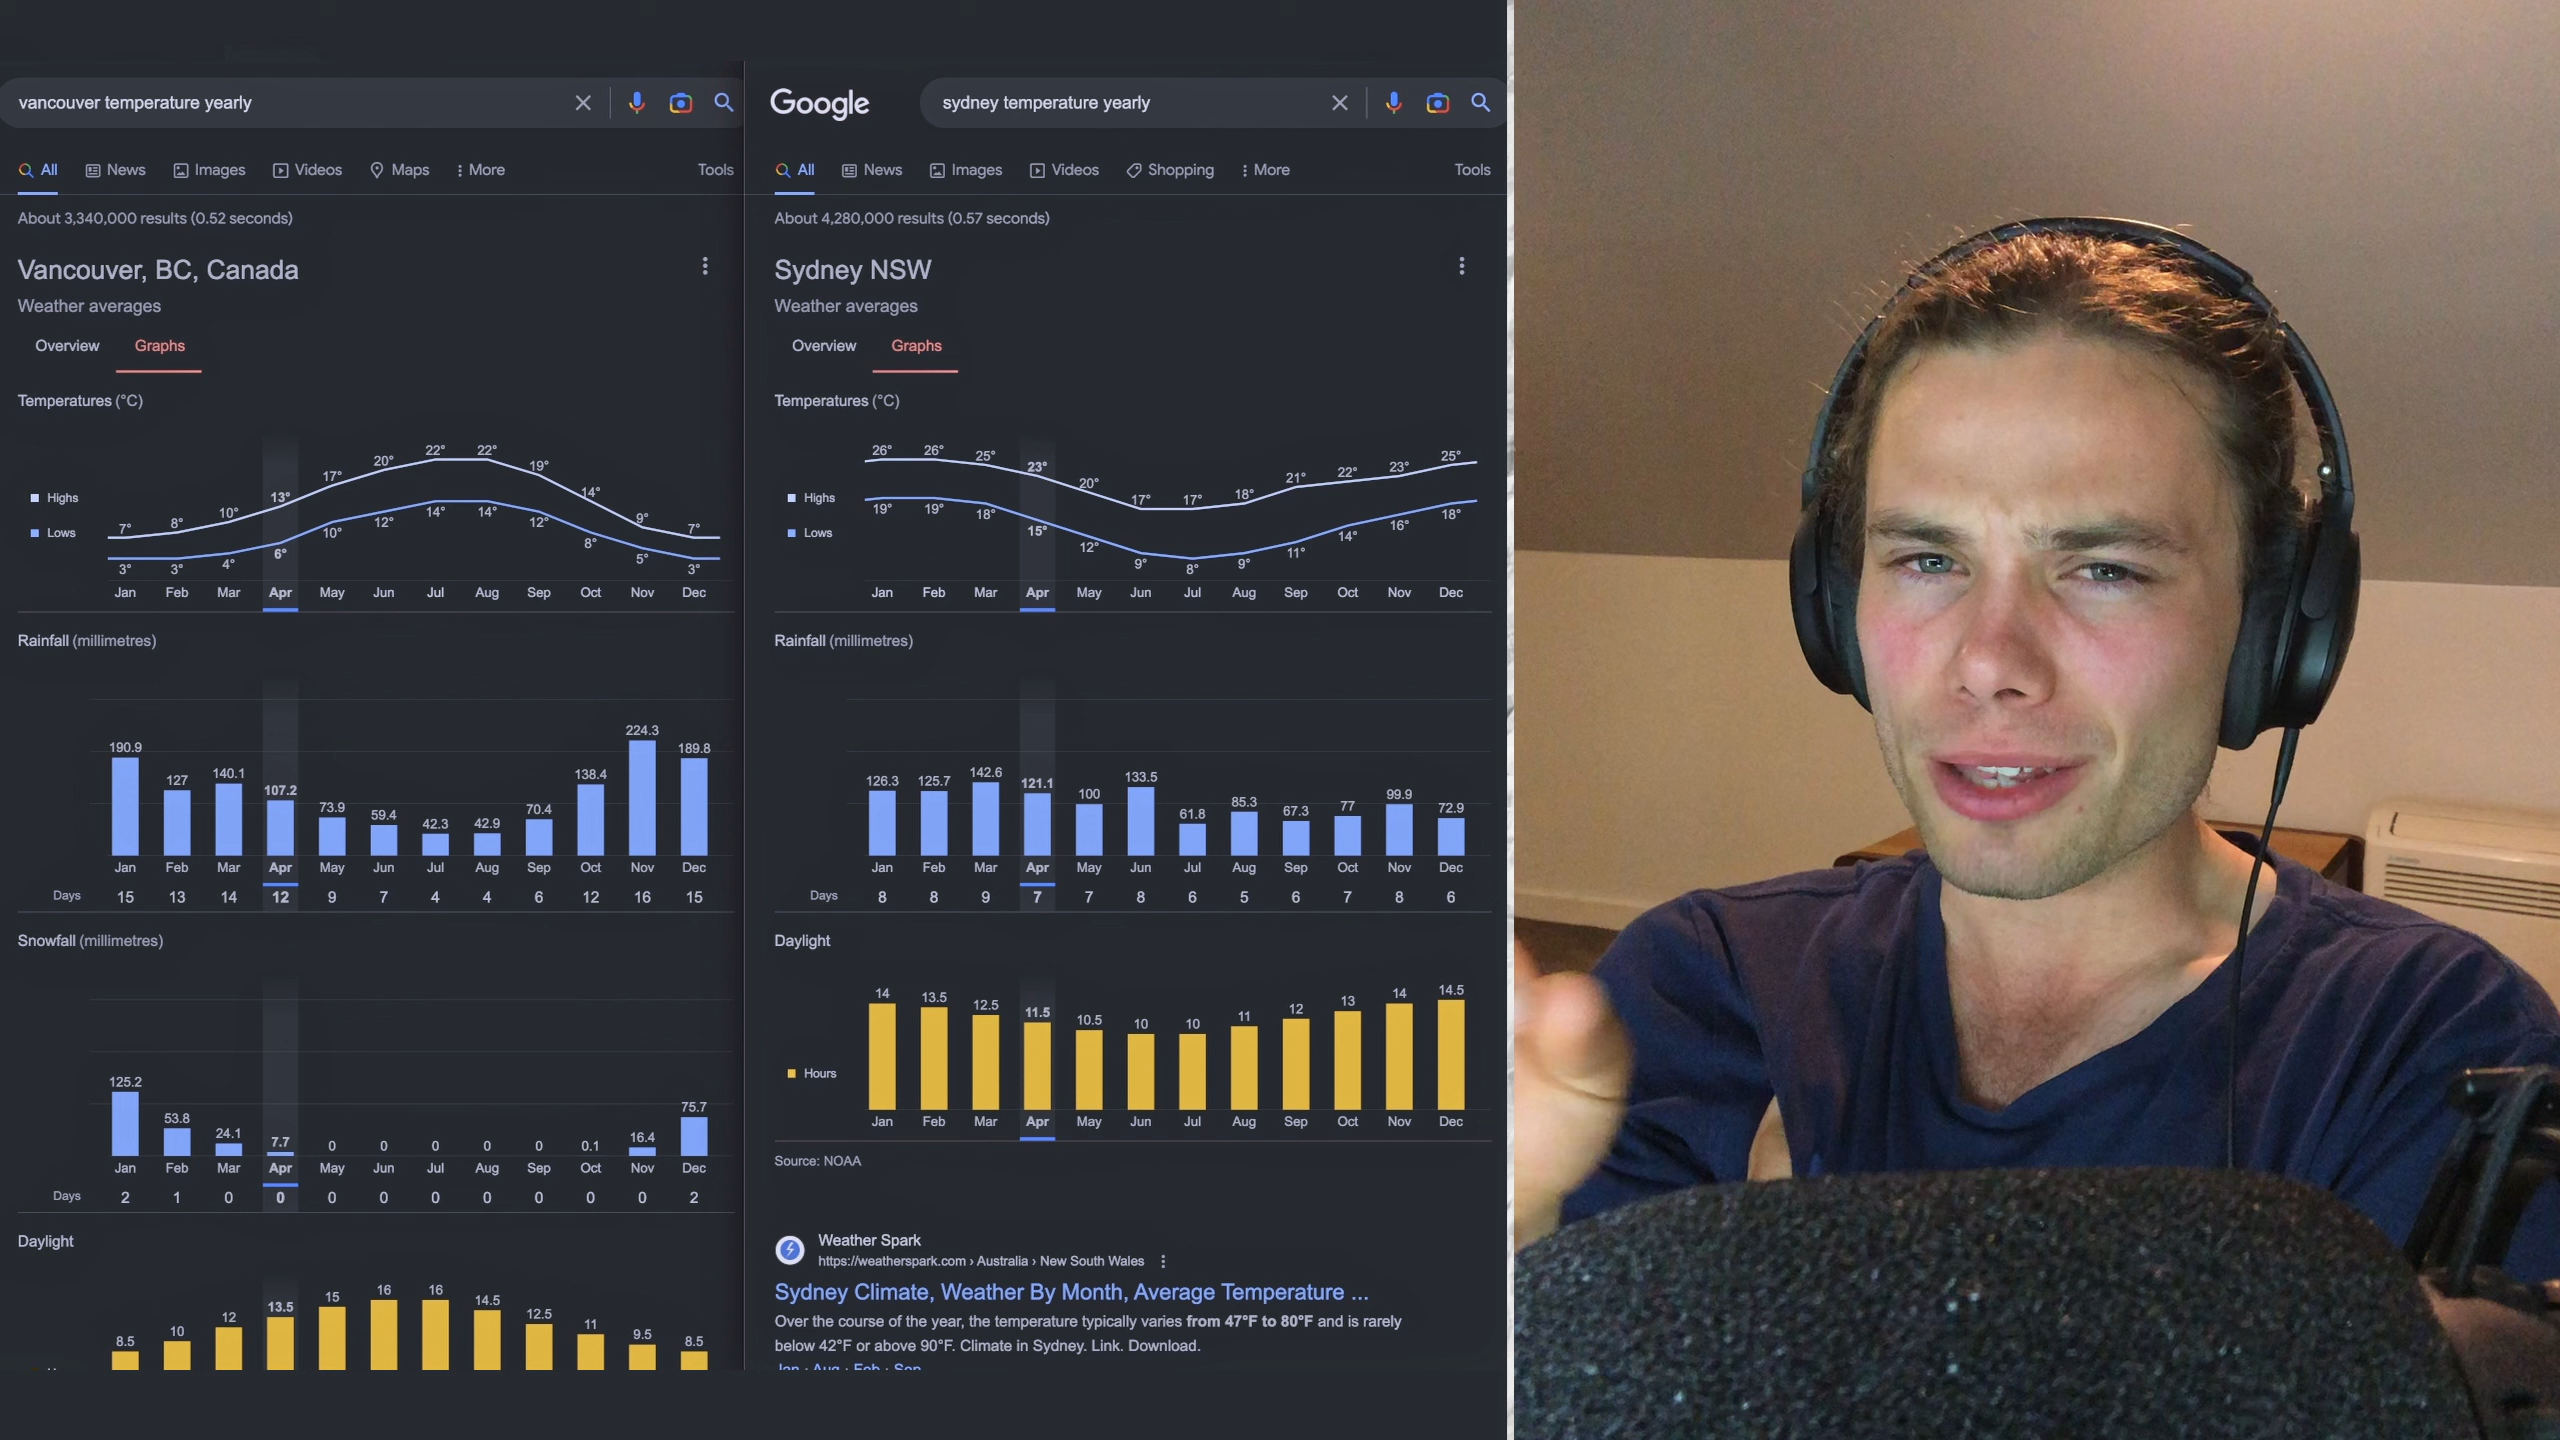 vancouver temperature yearly
All News Images Videos Maps More Tools
About 3,340,000 results (0.52 seconds)
Vancouver, BC, Canada
Weather averages
Overview Graphs
Temperatures (°C)
Highs
Lows
7° 8° 10° 13° 17° 20° 22° 22° 19° 14° 9° 7°
3° 3° 4° 6° 10° 12° 14° 14° 12° 8° 5° 3°
Jan Feb Mar Apr May Jun Jul Aug Sep Oct Nov Dec
Rainfall (millimetres)
190.9 127 140.1 107.2 73.9 59.4 42.3 42.9 70.4 138.4 224.3 189.8
Jan Feb Mar Apr May Jun Jul Aug Sep Oct Nov Dec
Days 15 13 14 12 9 7 4 4 6 12 16 15
Snowfall (millimetres)
125.2 53.8 24.1 7.7 0 0 0 0 0 0.1 16.4 75.7
Jan Feb Mar Apr May Jun Jul Aug Sep Oct Nov Dec
Days 2 1 0 0 0 0 0 0 0 0 0 2
Daylight
8.5 10 12 13.5 15 16 16 14.5 12.5 11 9.5 8.5
Google
sydney temperature yearly
All News Images Videos Shopping More Tools
About 4,280,000 results (0.57 seconds)
Sydney NSW
Weather averages
Overview Graphs
Temperatures (°C)
Highs
Lows
26° 26° 25° 23° 20° 17° 17° 18° 21° 22° 23° 25°
19° 19° 18° 15° 12° 9° 8° 9° 11° 14° 16° 18°
Jan Feb Mar Apr May Jun Jul Aug Sep Oct Nov Dec
Rainfall (millimetres)
126.3 125.7 142.6 121.1 100 133.5 61.8 85.3 67.3 77 99.9 72.9
Jan Feb Mar Apr May Jun Jul Aug Sep Oct Nov Dec
Days 8 8 9 7 7 8 6 5 6 7 8 6
Daylight
14 13.5 12.5 11.5 10.5 10 10 11 12 13 14 14.5
Hours
Jan Feb Mar Apr May Jun Jul Aug Sep Oct Nov Dec
Source: NOAA
Weather Spark
https://weatherspark.com › Australia › New South Wales
Sydney Climate, Weather By Month, Average Temperature ...
Over the course of the year, the temperature typically varies from 47°F to 80°F and is rarely
below 42°F or above 90°F. Climate in Sydney. Link. Download.
Jan · Aug · Feb · Sep